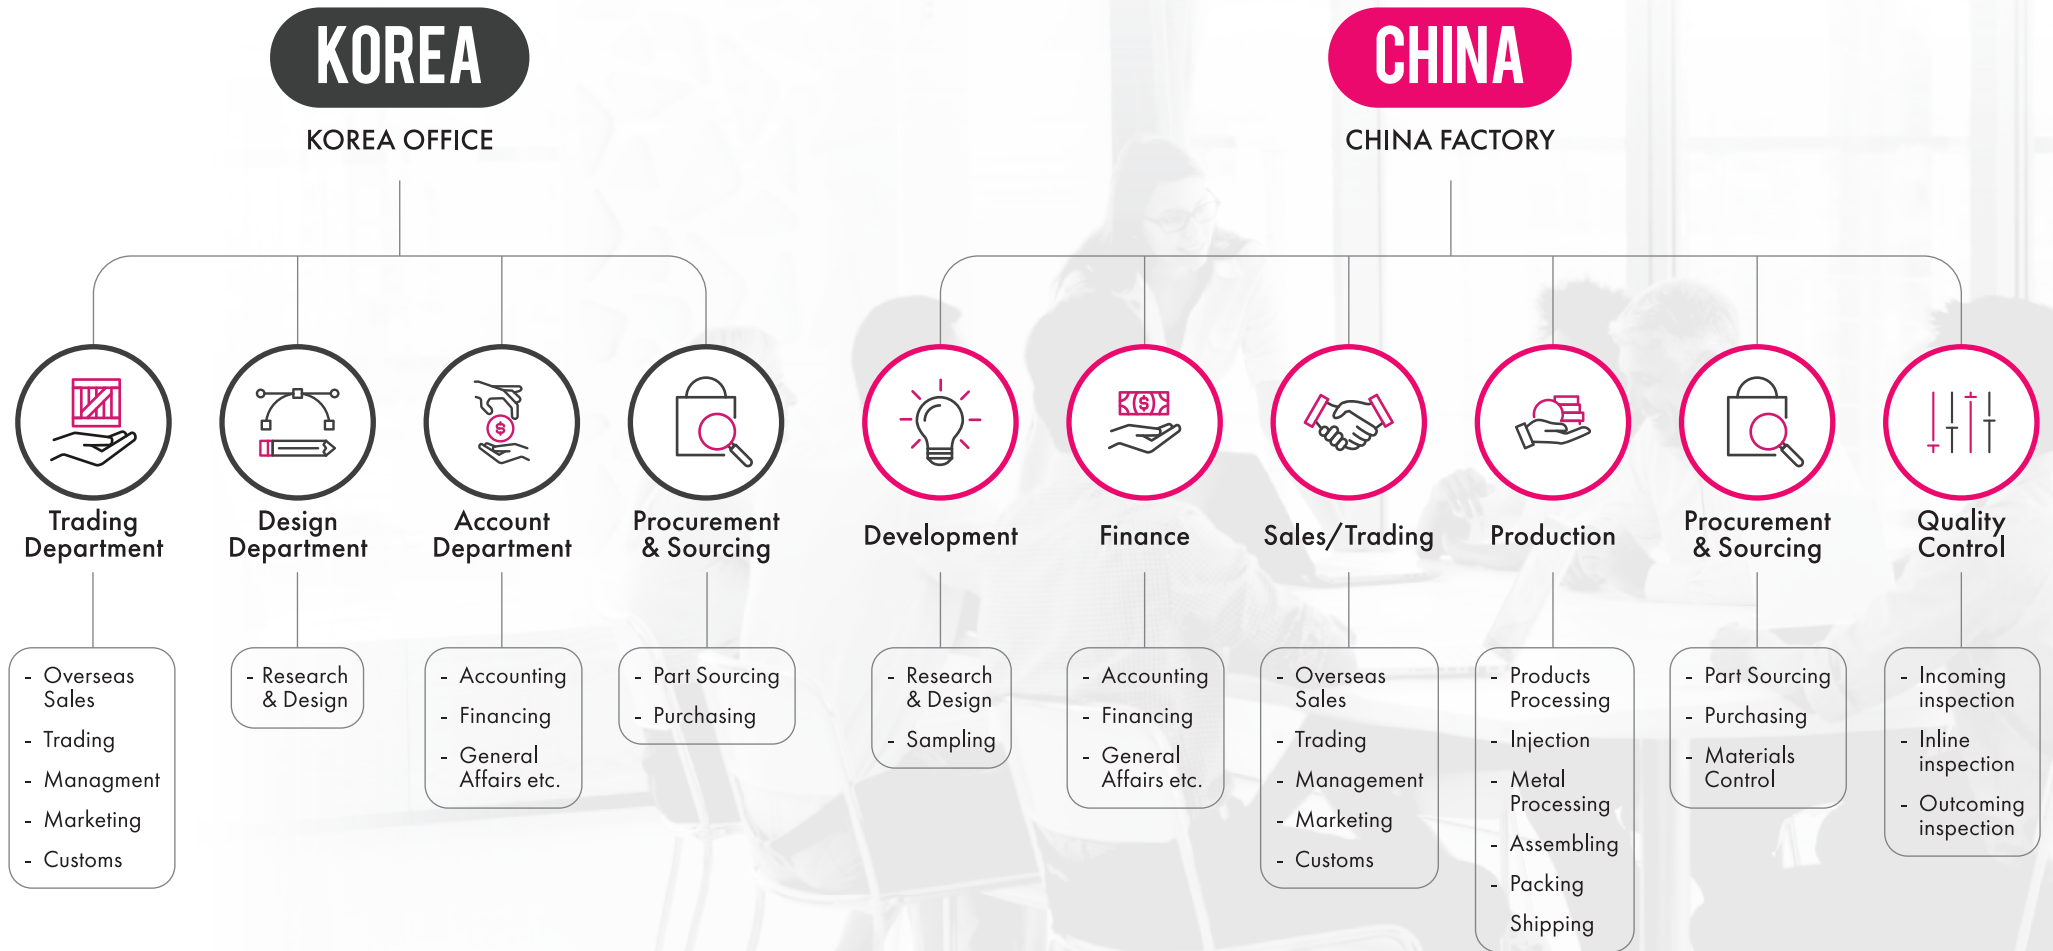 KOREA
KOREA OFFICE
Trading
Department
- Overseas
Sales
- Trading
- Managment
- Marketing
- Customs
Design
Department
- Research
& Design
Account
Department
- Accounting
- Financing
- General
Affairs etc.
Procurement
& Sourcing
- Part Sourcing
- Purchasing
CHINA
CHINA FACTORY
Development
- Research
& Design
- Sampling
Finance
- Accounting
- Financing
- General
Affairs etc.
Sales/Trading
- Overseas
Sales
- Trading
- Management
- Marketing
- Customs
Production
- Products
Processing
- Injection
- Metal
Processing
- Assembling
- Packing
Shipping
Procurement
& Sourcing
- Part Sourcing
- Purchasing
- Materials
Control
Quality
Control
- Incoming
inspection
- Inline
inspection
- Outcoming
inspection